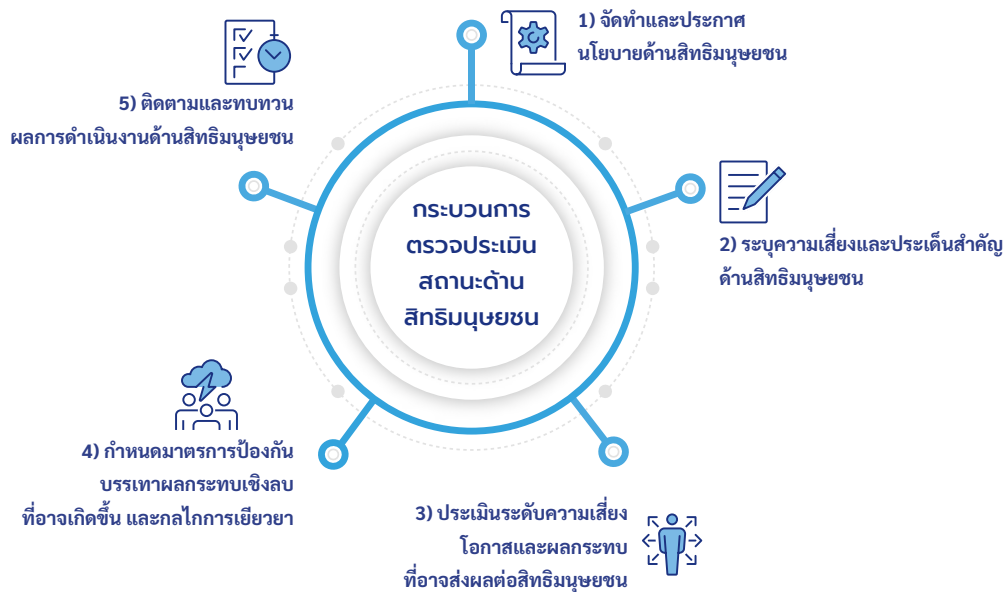 กระบวนการ
ตรวจประเมิน
สถานะด้าน
สิทธิมนุษยชน
1) จัดทำและประกาศ
นโยบายด้านสิทธิมนุษยชน
2) ระบุความเสี่ยงและประเด็นสำคัญ
ด้านสิทธิมนุษยชน
3) ประเมินระดับความเสี่ยง
โอกาสและผลกระทบ
ที่อาจส่งผลต่อสิทธิมนุษยชน
4) กำหนดมาตรการป้องกัน
บรรเทาผลกระทบเชิงลบ
ที่อาจเกิดขึ้น และกลไกการเยียวยา
5) ติดตามและทบทวน
ผลการดำเนินงานด้านสิทธิมนุษยชน